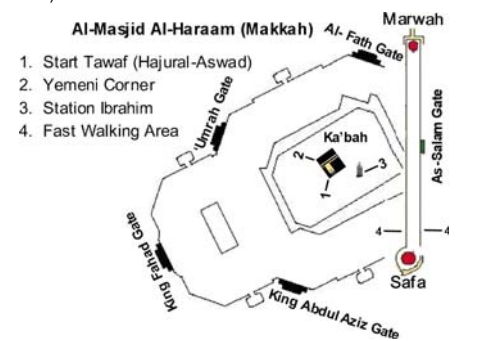 Al-Masjid Al-Haraam (Makkah)
1. Start Tawaf (Hajural-Aswad)
2. Yemeni Corner
3. Station Ibrahim
4. Fast Walking Area
Marwah
Al- Fath Gate
'Umrah Gate
As-Salam Gate
Ka'bah
2
3
1
4
4
King Fahad Gate
Safa
King Abdul Aziz Gate